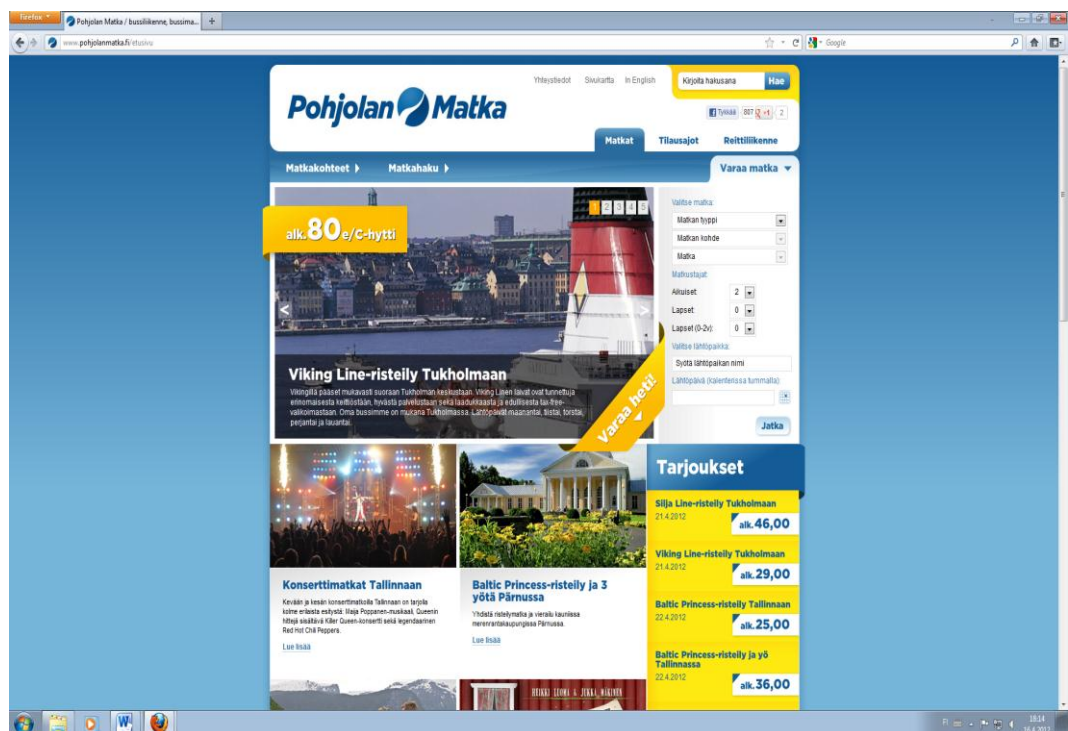 Firefox
Pohjolan Matka / bussiliikenne, bussima...
www.pohjolanmatka.fi/etusivu
Google
Yhteystiedot Sivukartta In English
Kirjoita hakusana
Hae
Pohjolan Matka
Tykkää 807 +1 2
Matkat Tilausajot Reittiliikenne
Matkakohteet Matkahaku Varaa matka
1 2 3 4 5
alk. 80 e/C-hytti
< >
Viking Line-risteily Tukholmaan
Vikingillä pääset mukavasti suoraan Tukholman keskustaan. Viking Linen laivat ovat tunnettuja
erinomaisesta keittiöstään, hyvästä palvelustaan sekä laadukkaasta ja edullisesta tax-free-
valikoimastaan. Oma bussimme on mukana Tukholmassa. Lähtöpäivät maanantai, tiistai, torstai,
perjantai ja lauantai.
Varaa heti!
Valitse matka:
Matkan tyyppi
Matkan kohde
Matka
Matkustajat:
Aikuiset: 2
Lapset: 0
Lapset (0-2v): 0
Valitse lähtöpaikka:
Syötä lähtöpaikan nimi
Lähtöpäivä (kalenterissa tummalla):
Jatka
Konserttimatkat Tallinnaan
Kevään ja kesän konserttimatkoilla Tallinnaan on tarjolla
kolme erilaista esitystä: Maija Poppanen-musikaali, Queenin
hittejä sisältävä Killer Queen-konsertti sekä legendaarinen
Red Hot Chili Peppers.
Lue lisää
Baltic Princess-risteily ja 3
yötä Pärnussa
Yhdistä risteilymatka ja vierailu kauniissa
merenrantakaupungissa Pärnussa.
Lue lisää
Tarjoukset
Silja Line-risteily Tukholmaan
21.4.2012
alk. 46,00
Viking Line-risteily Tukholmaan
21.4.2012
alk. 29,00
Baltic Princess-risteily Tallinnaan
22.4.2012
alk. 25,00
Baltic Princess-risteily ja yö
Tallinnassa
22.4.2012
alk. 36,00
HEIKKI LUOMA & JUKKA MÄKINEN
FI
18:14
16.4.2012